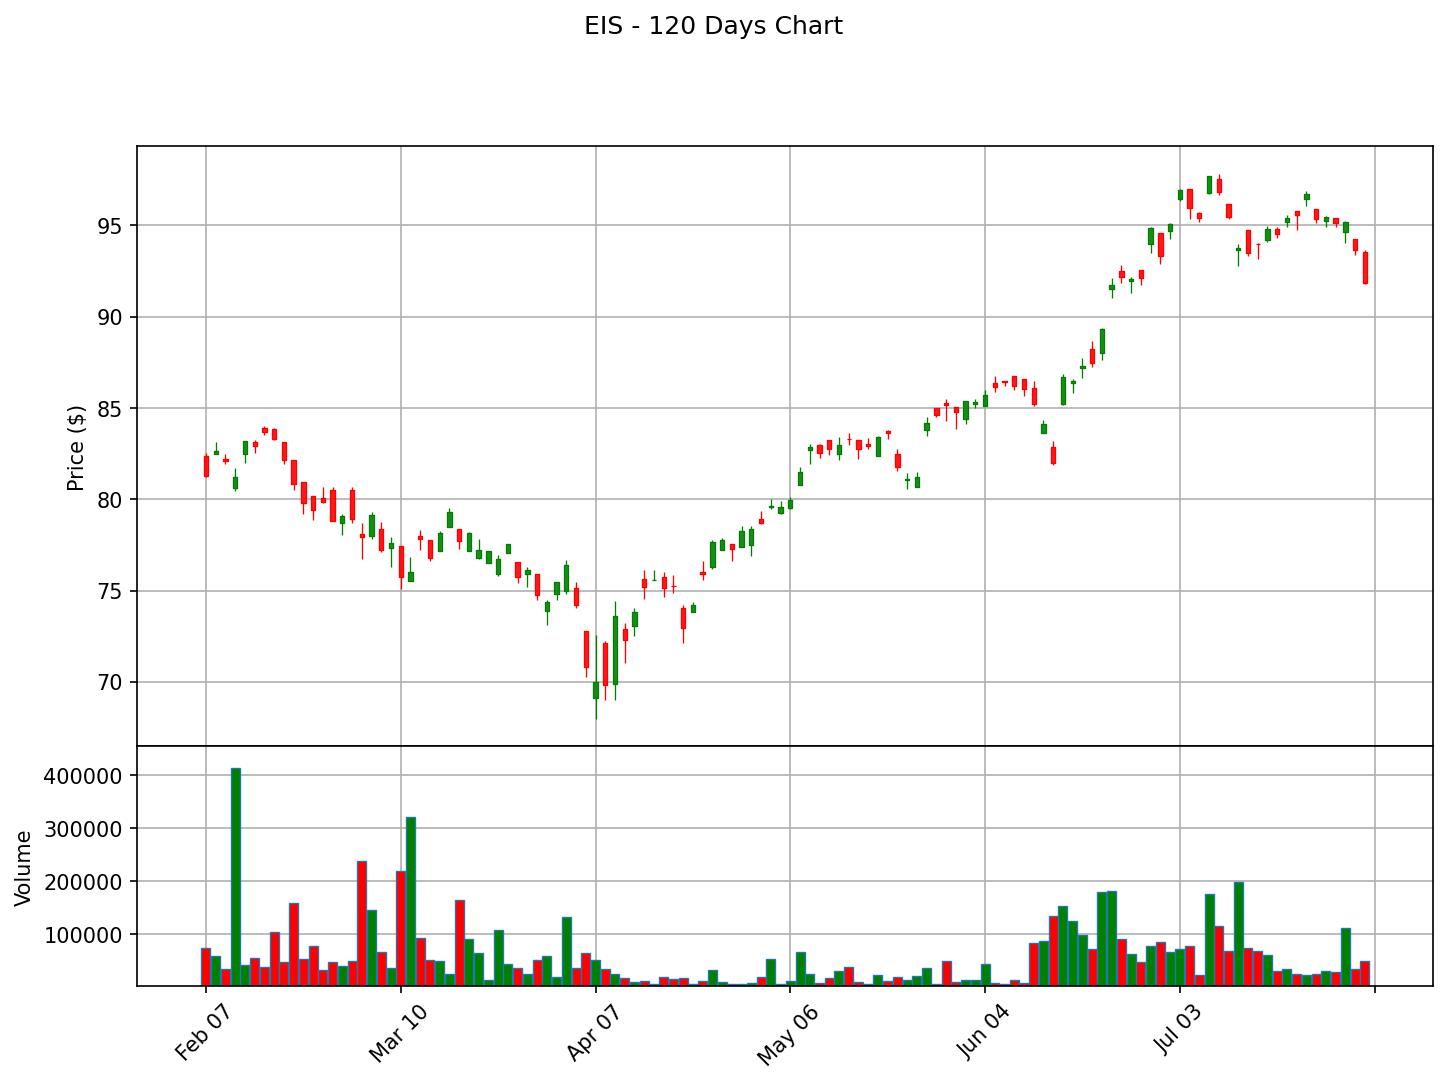 EIS - 120 Days Chart
Price ($)
95
90
85
80
75
70
Volume
400000
300000
200000
100000
Feb 07
Mar 10
Apr 07
May 06
Jun 04
Jul 03